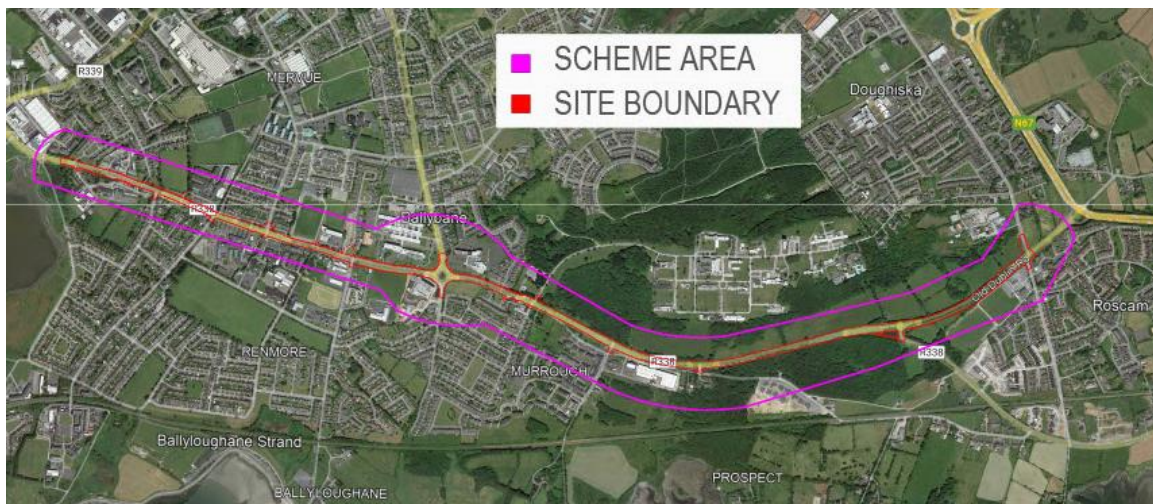 SCHEME AREA
SITE BOUNDARY
R339
MERVUE
Doughiska
N67
R338
Ballybane
Old Dublin Rd
Roscam
R338
R338
RENMORE
MURROUGH
Ballyloughane Strand
PROSPECT
BALLYLOUGHANE